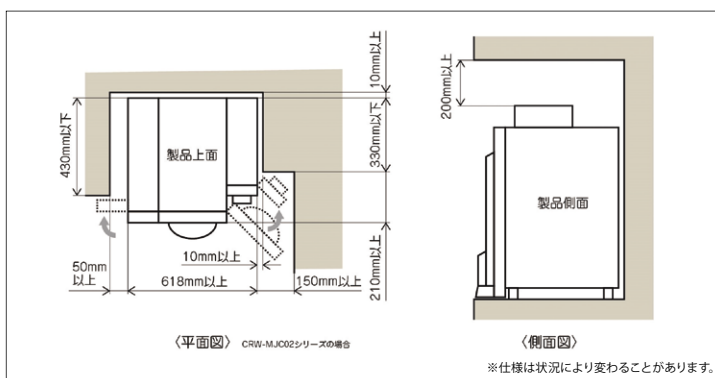 10mm以上
430mm以下
330mm以下
製品上面
10mm以上
210mm以上
50mm
以上
618mm以上
150mm以上
〈平面図〉 CRW-MJC02シリーズの場合
200mm以上
製品側面
〈側面図〉
※仕様は状況により変わることがあります。